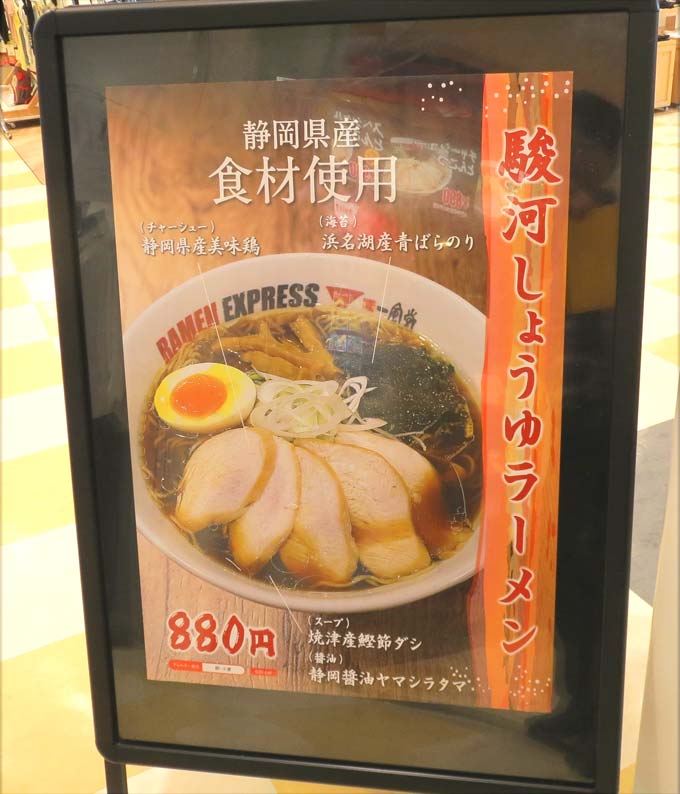 駿河しょうゆラーメン
静岡県産
食材使用
(チャーシュー)
静岡県産美味鶏
(海苔)
浜名湖産青ばらのり
RAMEN EXPRESS
880円
(スープ)
焼津産鰹節ダシ
(醤油)
静岡醤油ヤマシラタマ